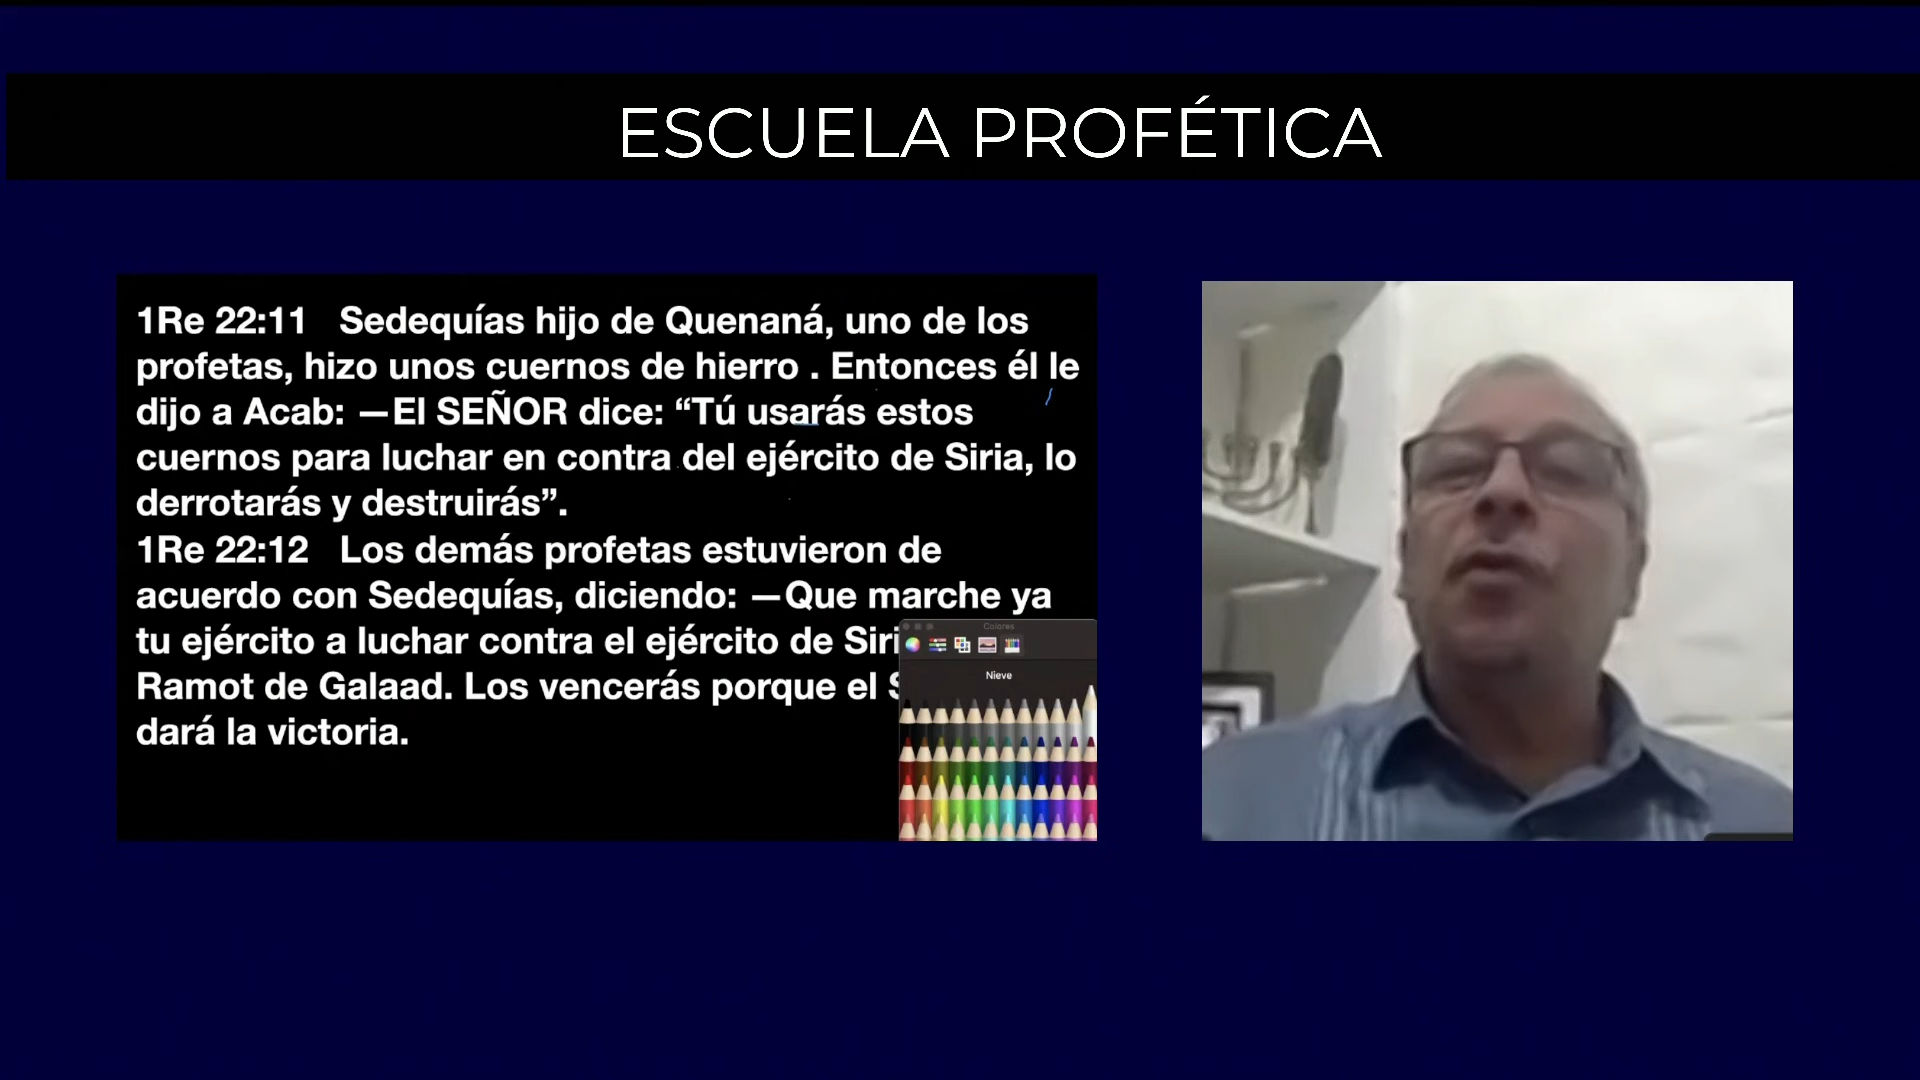 ESCUELA PROFÉTICA
1Re 22:11 Sedequías hijo de Quenaná, uno de los
profetas, hizo unos cuernos de hierro . Entonces él le
dijo a Acab: —El SEÑOR dice: “Tú usarás estos
cuernos para luchar en contra del ejército de Siria, lo
derrotarás y destruirás”.
1Re 22:12 Los demás profetas estuvieron de
acuerdo con Sedequías, diciendo: —Que marche ya
tu ejército a luchar contra el ejército de Siri
Ramot de Galaad. Los vencerás porque el
dará la victoria.
Colores
Nieve